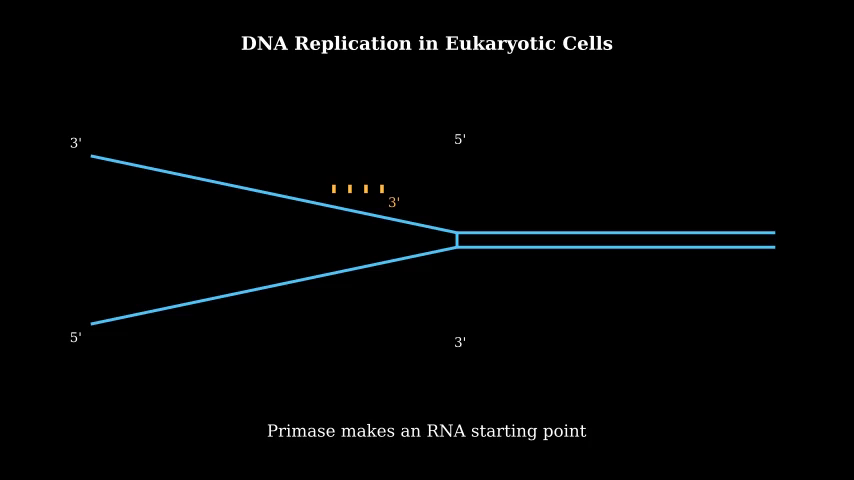 DNA Replication in Eukaryotic Cells
3'
5'
3'
5'
3'
Primase makes an RNA starting point